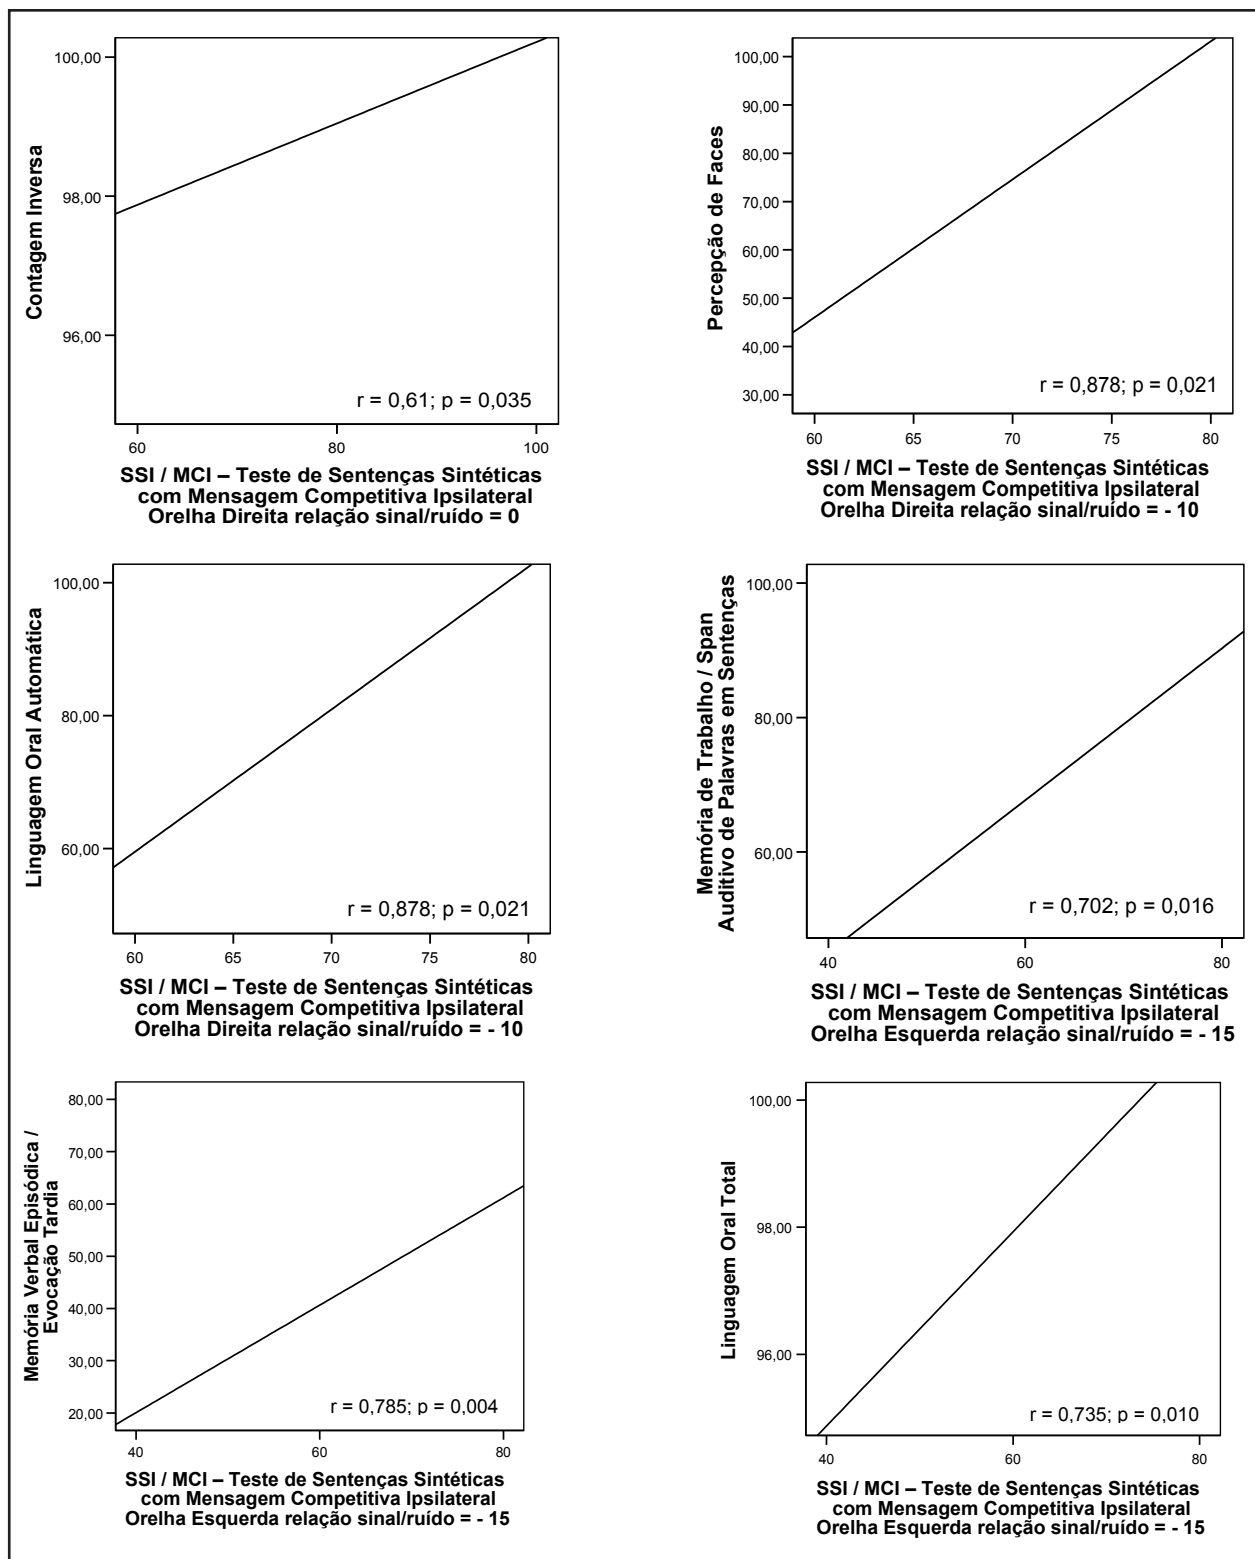 Contagem Inversa
100,00
98,00
96,00
r = 0,61; p = 0,035
60
80
100
SSI / MCI – Teste de Sentenças Sintéticas
com Mensagem Competitiva Ipsilateral
Orelha Direita relação sinal/ruído = 0
Percepção de Faces
100,00
90,00
80,00
70,00
60,00
50,00
40,00
30,00
r = 0,878; p = 0,021
60
65
70
75
80
SSI / MCI – Teste de Sentenças Sintéticas
com Mensagem Competitiva Ipsilateral
Orelha Direita relação sinal/ruído = - 10
Linguagem Oral Automática
100,00
80,00
60,00
r = 0,878; p = 0,021
60
65
70
75
80
SSI / MCI – Teste de Sentenças Sintéticas
com Mensagem Competitiva Ipsilateral
Orelha Direita relação sinal/ruído = - 10
Memória de Trabalho / Span
Auditivo de Palavras em Sentenças
100,00
80,00
60,00
r = 0,702; p = 0,016
40
60
80
SSI / MCI – Teste de Sentenças Sintéticas
com Mensagem Competitiva Ipsilateral
Orelha Esquerda relação sinal/ruído = - 15
Memória Verbal Episódica /
Evocação Tardia
80,00
70,00
60,00
50,00
40,00
30,00
20,00
r = 0,785; p = 0,004
40
60
80
SSI / MCI – Teste de Sentenças Sintéticas
com Mensagem Competitiva Ipsilateral
Orelha Esquerda relação sinal/ruído = - 15
Linguagem Oral Total
100,00
98,00
96,00
r = 0,735; p = 0,010
40
60
80
SSI / MCI – Teste de Sentenças Sintéticas
com Mensagem Competitiva Ipsilateral
Orelha Esquerda relação sinal/ruído = - 15